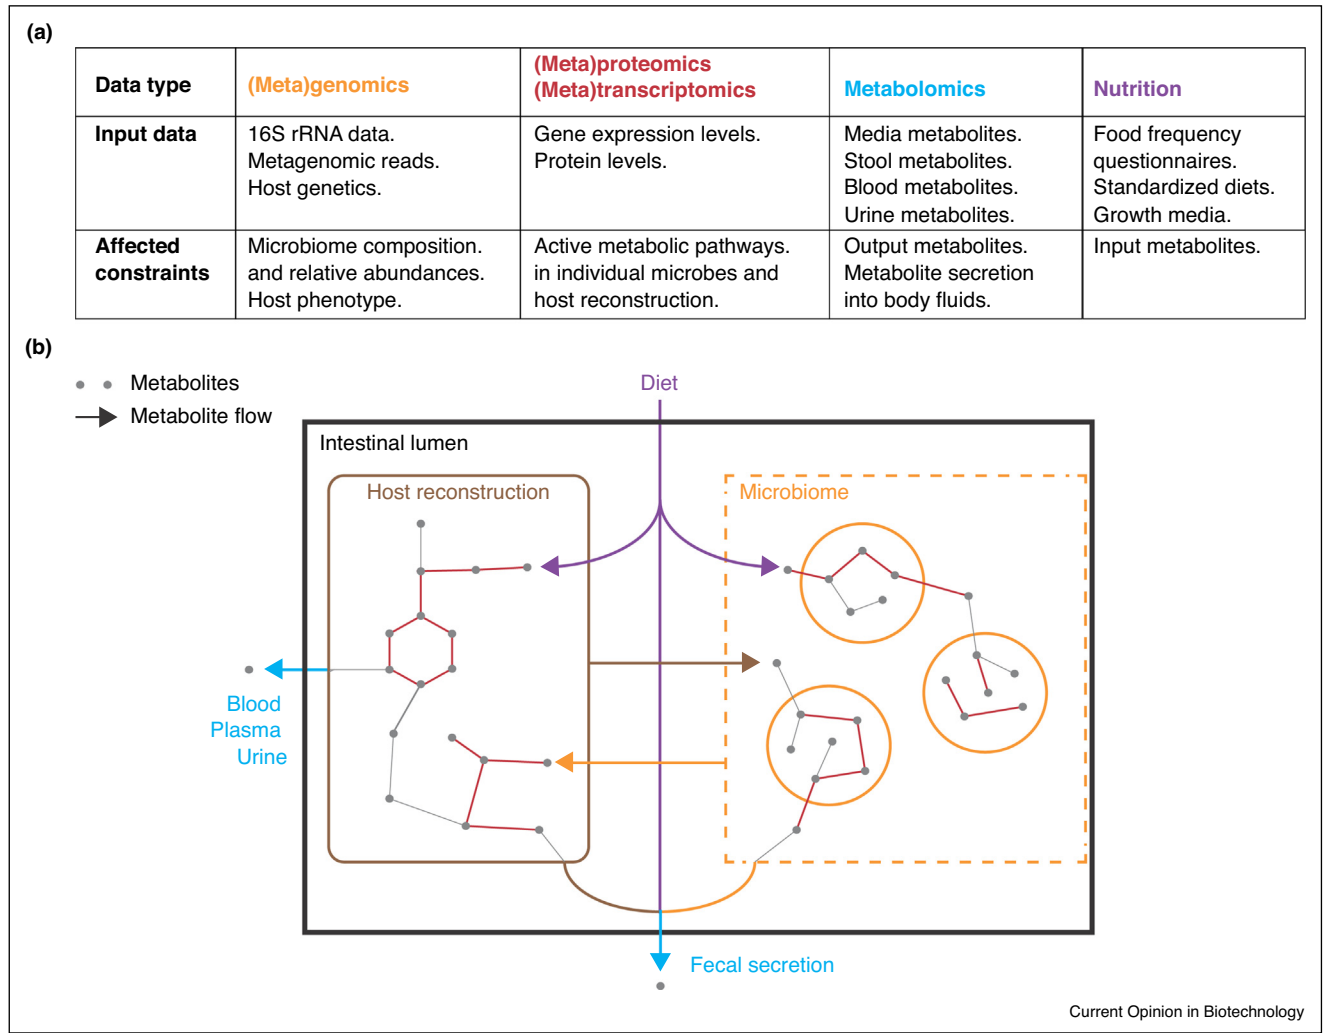 (a)
Data type
(Meta)genomics
(Meta)proteomics
(Meta)transcriptomics
Metabolomics
Nutrition
Input data
16S rRNA data.
Metagenomic reads.
Host genetics.
Gene expression levels.
Protein levels.
Media metabolites.
Stool metabolites.
Blood metabolites.
Urine metabolites.
Food frequency
questionnaires.
Standardized diets.
Growth media.
Affected
constraints
Microbiome composition.
and relative abundances.
Host phenotype.
Active metabolic pathways.
in individual microbes and
host reconstruction.
Output metabolites.
Metabolite secretion
into body fluids.
Input metabolites.
(b)
Metabolites
Metabolite flow
Diet
Intestinal lumen
Host reconstruction
Microbiome
Blood
Plasma
Urine
Fecal secretion
Current Opinion in Biotechnology